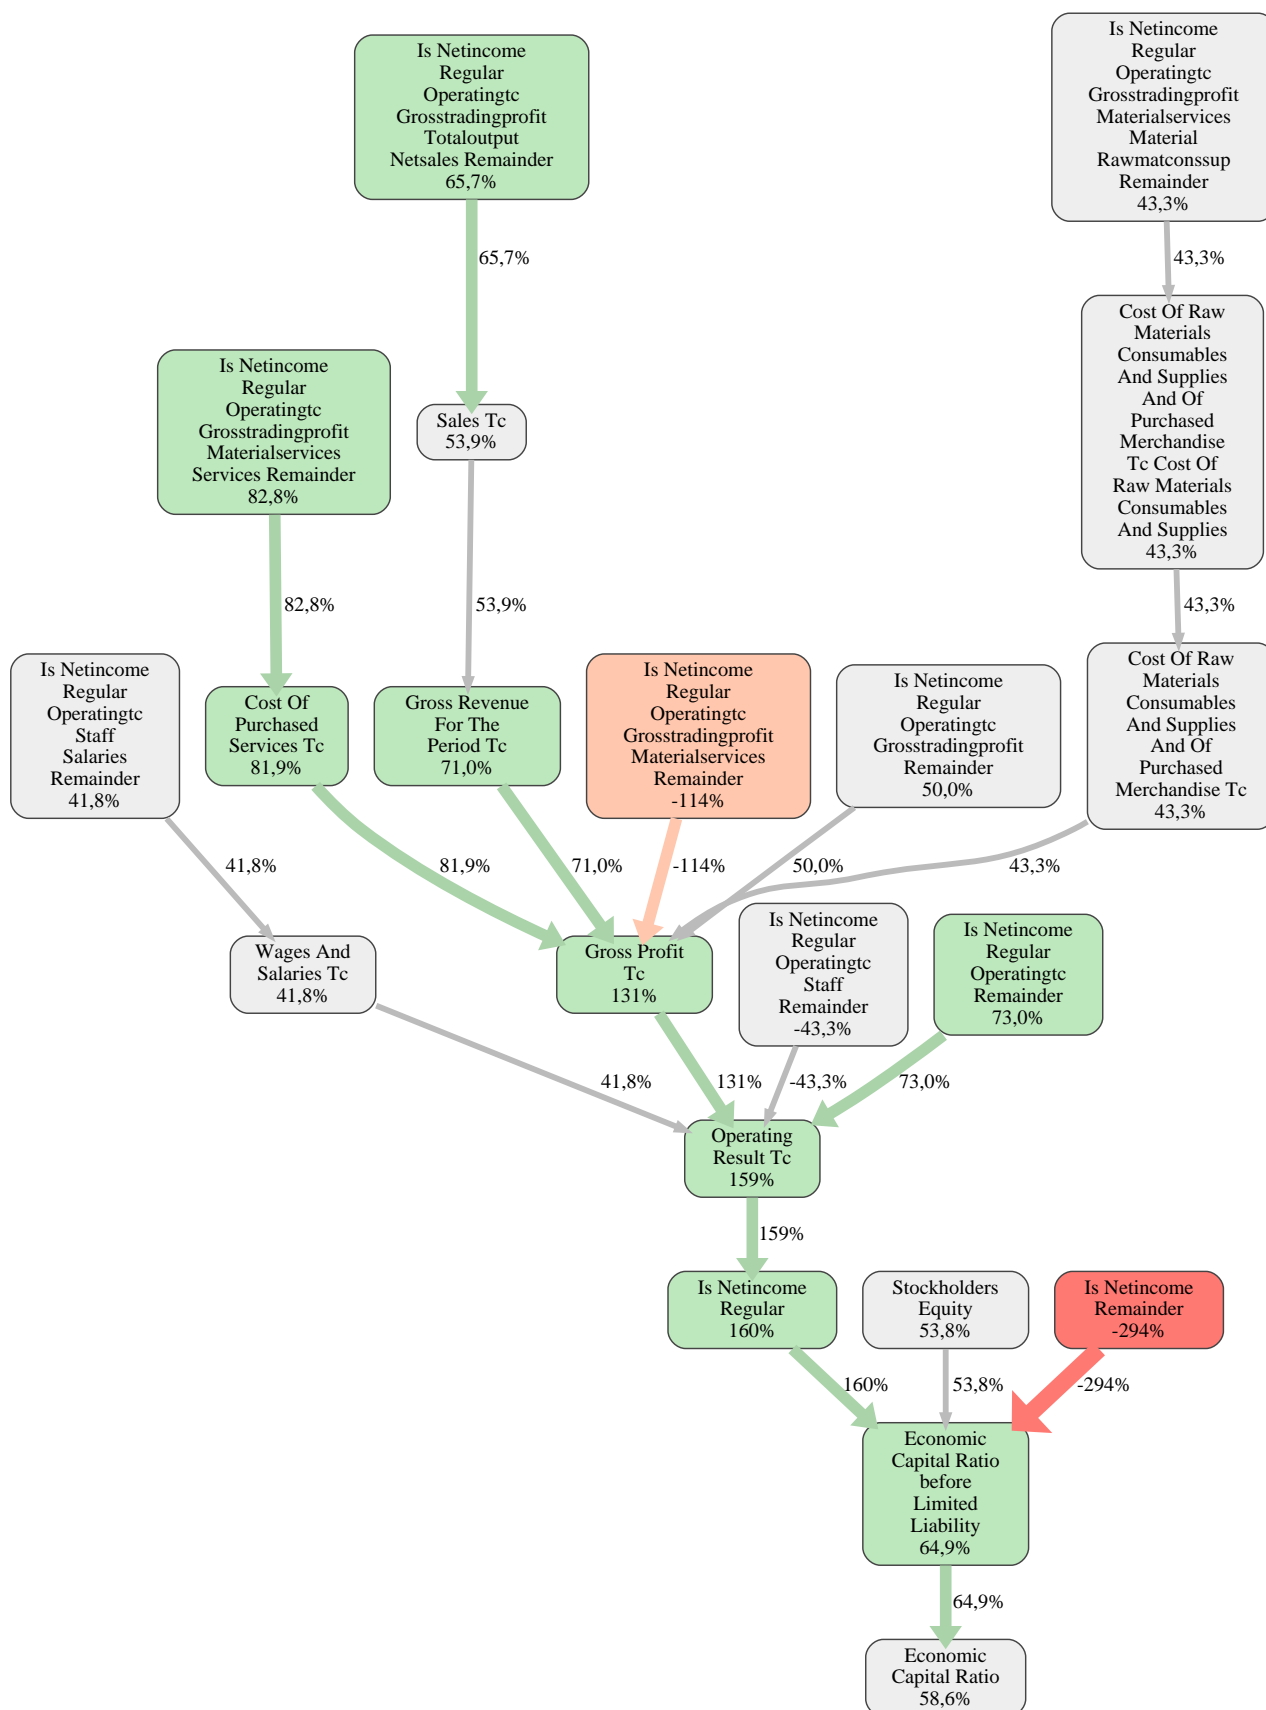 Is Netincome
Regular
Operatingtc
Grosstradingprofit
Totaloutput
Netsales Remainder
65,7%
Is Netincome
Regular
Operatingtc
Grosstradingprofit
Materialservices
Material
Rawmatconssup
Remainder
43,3%
65,7%
43,3%
Is Netincome
Regular
Operatingtc
Grosstradingprofit
Materialservices
Services Remainder
82,8%
Sales Tc
53,9%
Cost Of Raw
Materials
Consumables
And Supplies
And Of
Purchased
Merchandise
Tc Cost Of
Raw Materials
Consumables
And Supplies
43,3%
82,8%
53,9%
43,3%
Is Netincome
Regular
Operatingtc
Staff
Salaries
Remainder
41,8%
Cost Of
Purchased
Services Tc
81,9%
Gross Revenue
For The
Period Tc
71,0%
Is Netincome
Regular
Operatingtc
Grosstradingprofit
Materialservices
Remainder
-114%
Is Netincome
Regular
Operatingtc
Grosstradingprofit
Remainder
50,0%
Cost Of Raw
Materials
Consumables
And Supplies
And Of
Purchased
Merchandise Tc
43,3%
41,8%
81,9%
71,0%
-114%
50,0%
43,3%
Wages And
Salaries Tc
41,8%
Gross Profit
Tc
131%
Is Netincome
Regular
Operatingtc
Staff
Remainder
-43,3%
Is Netincome
Regular
Operatingtc
Remainder
73,0%
41,8%
131%
-43,3%
73,0%
Operating
Result Tc
159%
159%
Is Netincome
Regular
160%
Stockholders
Equity
53,8%
Is Netincome
Remainder
-294%
160%
53,8%
-294%
Economic
Capital Ratio
before
Limited
Liability
64,9%
64,9%
Economic
Capital Ratio
58,6%